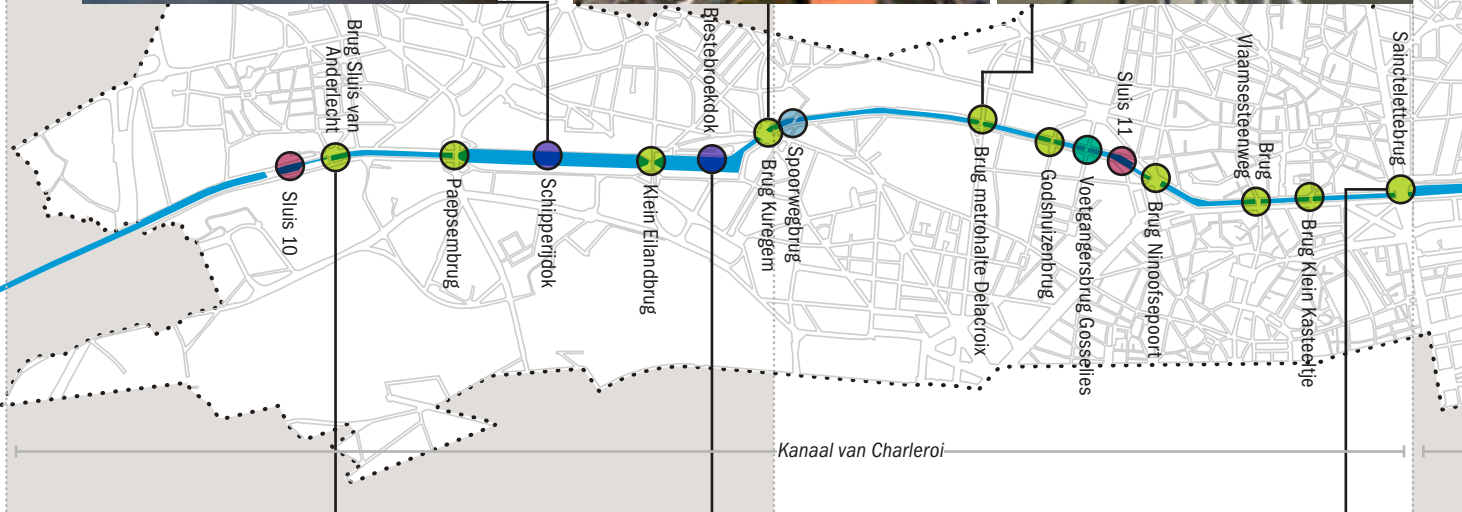 Sluis 10
Brug Sluis van
Anderlecht
Paepsembrug
Schipperijdok
Klein Eilandbrug
Biestebroekdok
Brug Kuregem
Spoorwegbrug
Brug metrohalte Delacroix
Godshuizenbrug
Voetgangersbrug Gosselies
Sluis 11
Brug Ninoofsepoort
Brug
Vlaamsesteenweg
Brug Klein Kasteeltje
Sainctelettebrug
Kanaal van Charleroi